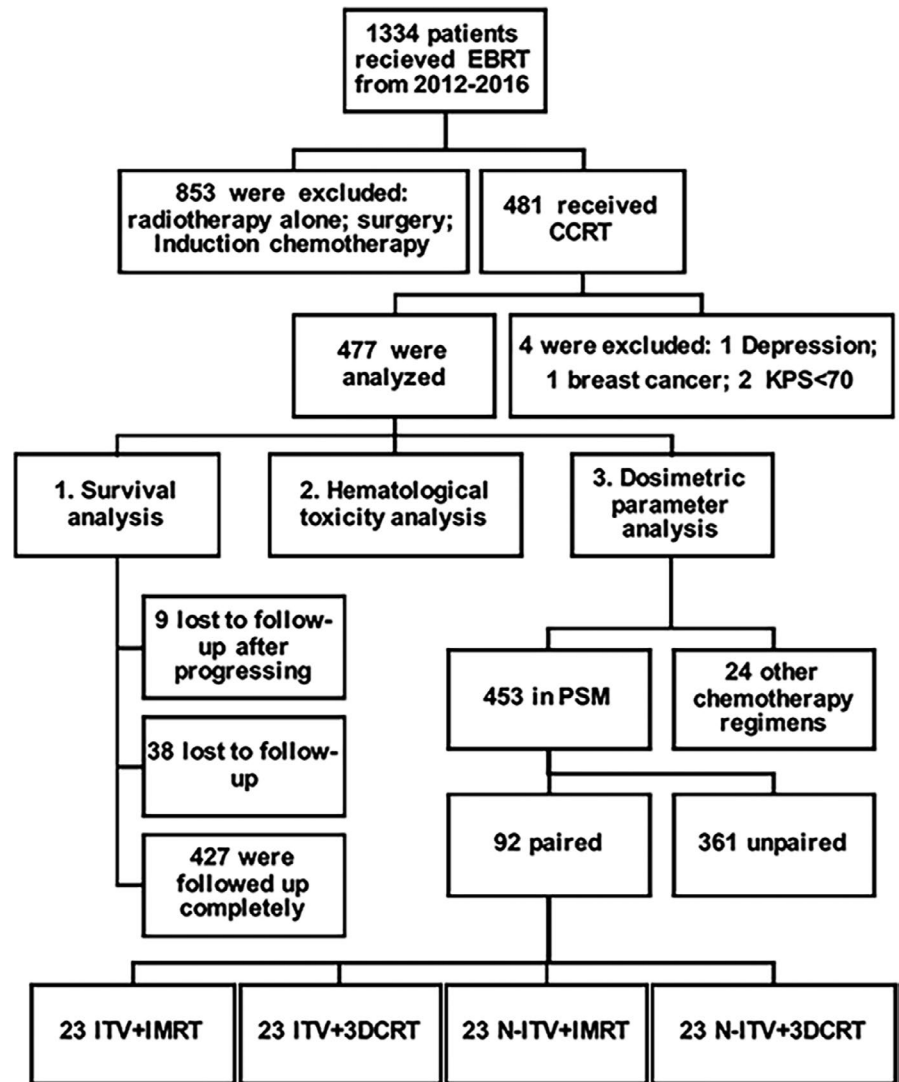 1334 patients
recieved EBRT
from 2012-2016
853 were excluded:
radiotherapy alone; surgery;
Induction chemotherapy
481 received
CCRT
477 were
analyzed
4 were excluded: 1 Depression;
1 breast cancer; 2 KPS<70
1. Survival
analysis
2. Hematological
toxicity analysis
3. Dosimetric
parameter
analysis
9 lost to follow-
up after
progressing
38 lost to follow-
up
427 were
followed up
completely
453 in PSM
24 other
chemotherapy
regimens
92 paired
361 unpaired
23 ITV+IMRT
23 ITV+3DCRT
23 N-ITV+IMRT
23 N-ITV+3DCRT